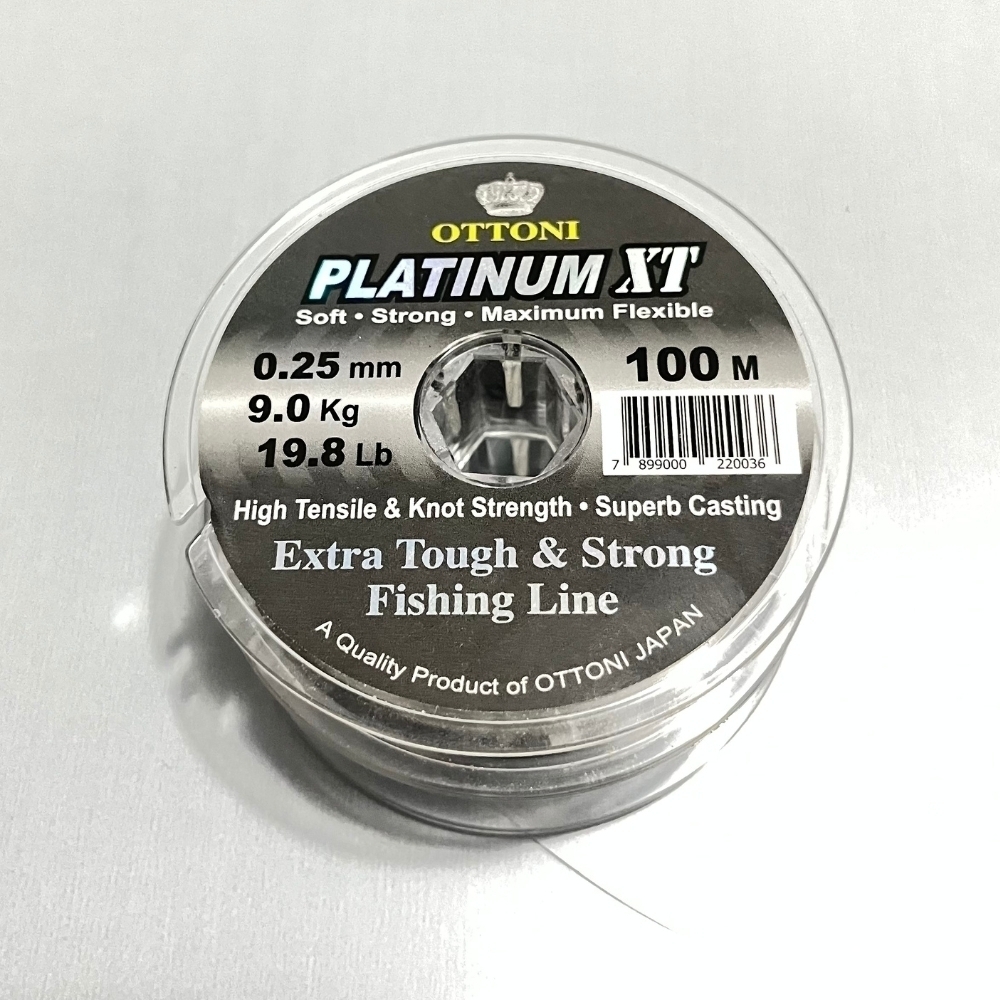 OTTONI
PLATINUM XT
Soft • Strong • Maximum Flexible
0.25 mm
9.0 Kg
19.8 Lb
100 M
7 899000 220036
High Tensile & Knot Strength • Superb Casting
Extra Tough & Strong
Fishing Line
A Quality Product of OTTONI JAPAN